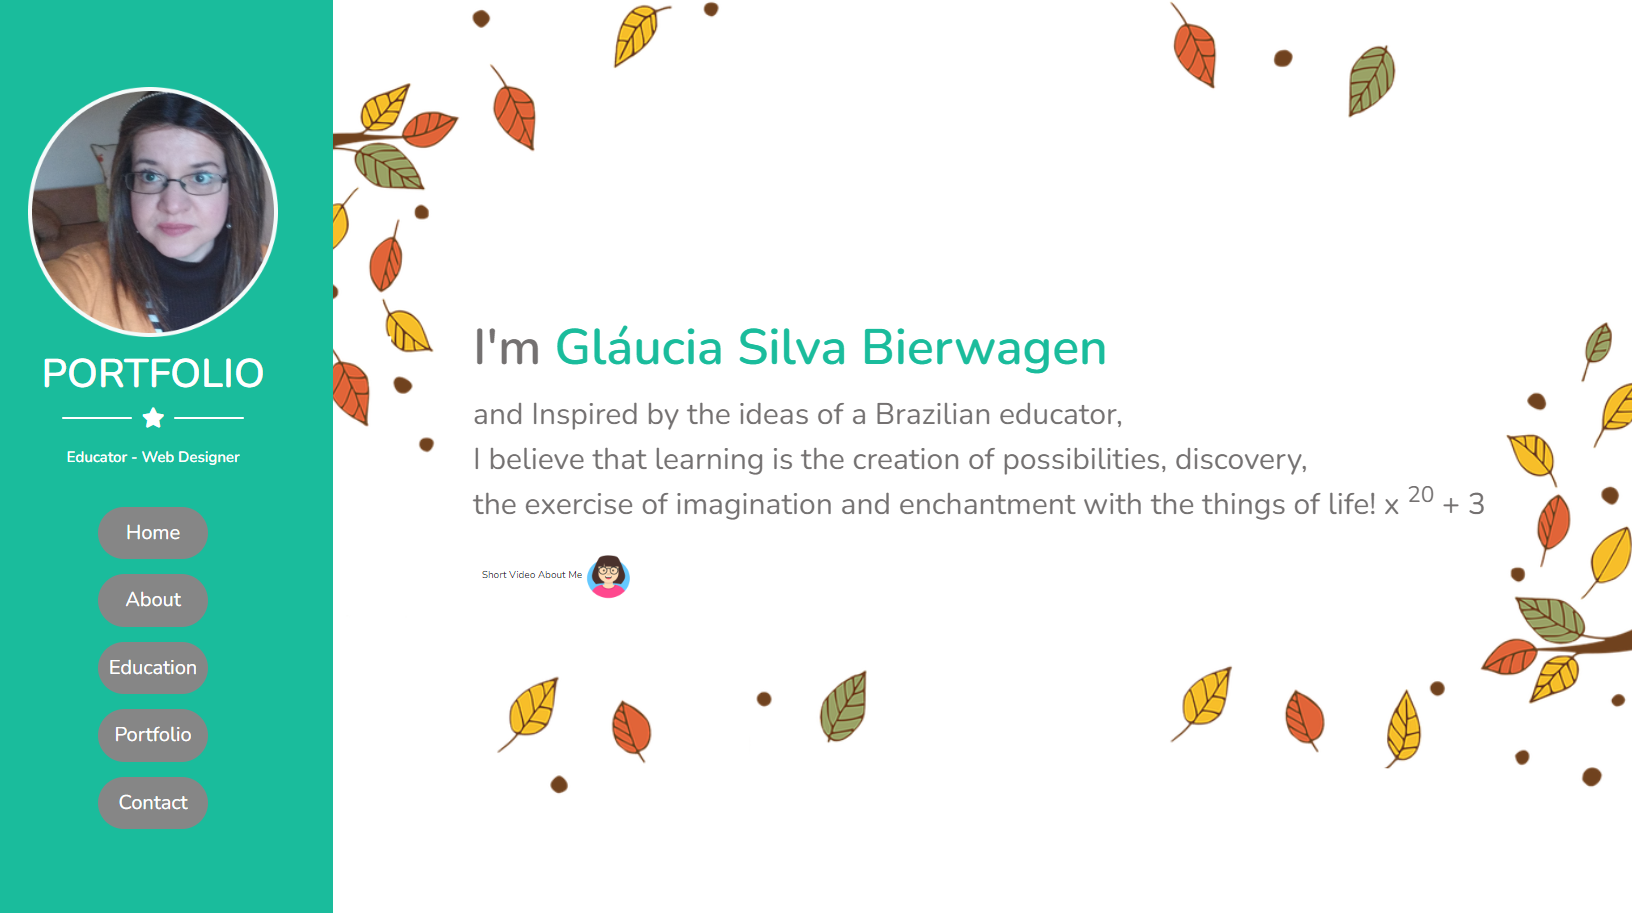 PORTFOLIO
Educator - Web Designer
Home
About
Education
Portfolio
Contact
I'm Gláucia Silva Bierwagen
and Inspired by the ideas of a Brazilian educator,
I believe that learning is the creation of possibilities, discovery,
the exercise of imagination and enchantment with the things of life! x ²⁰ + 3
Short Video About Me